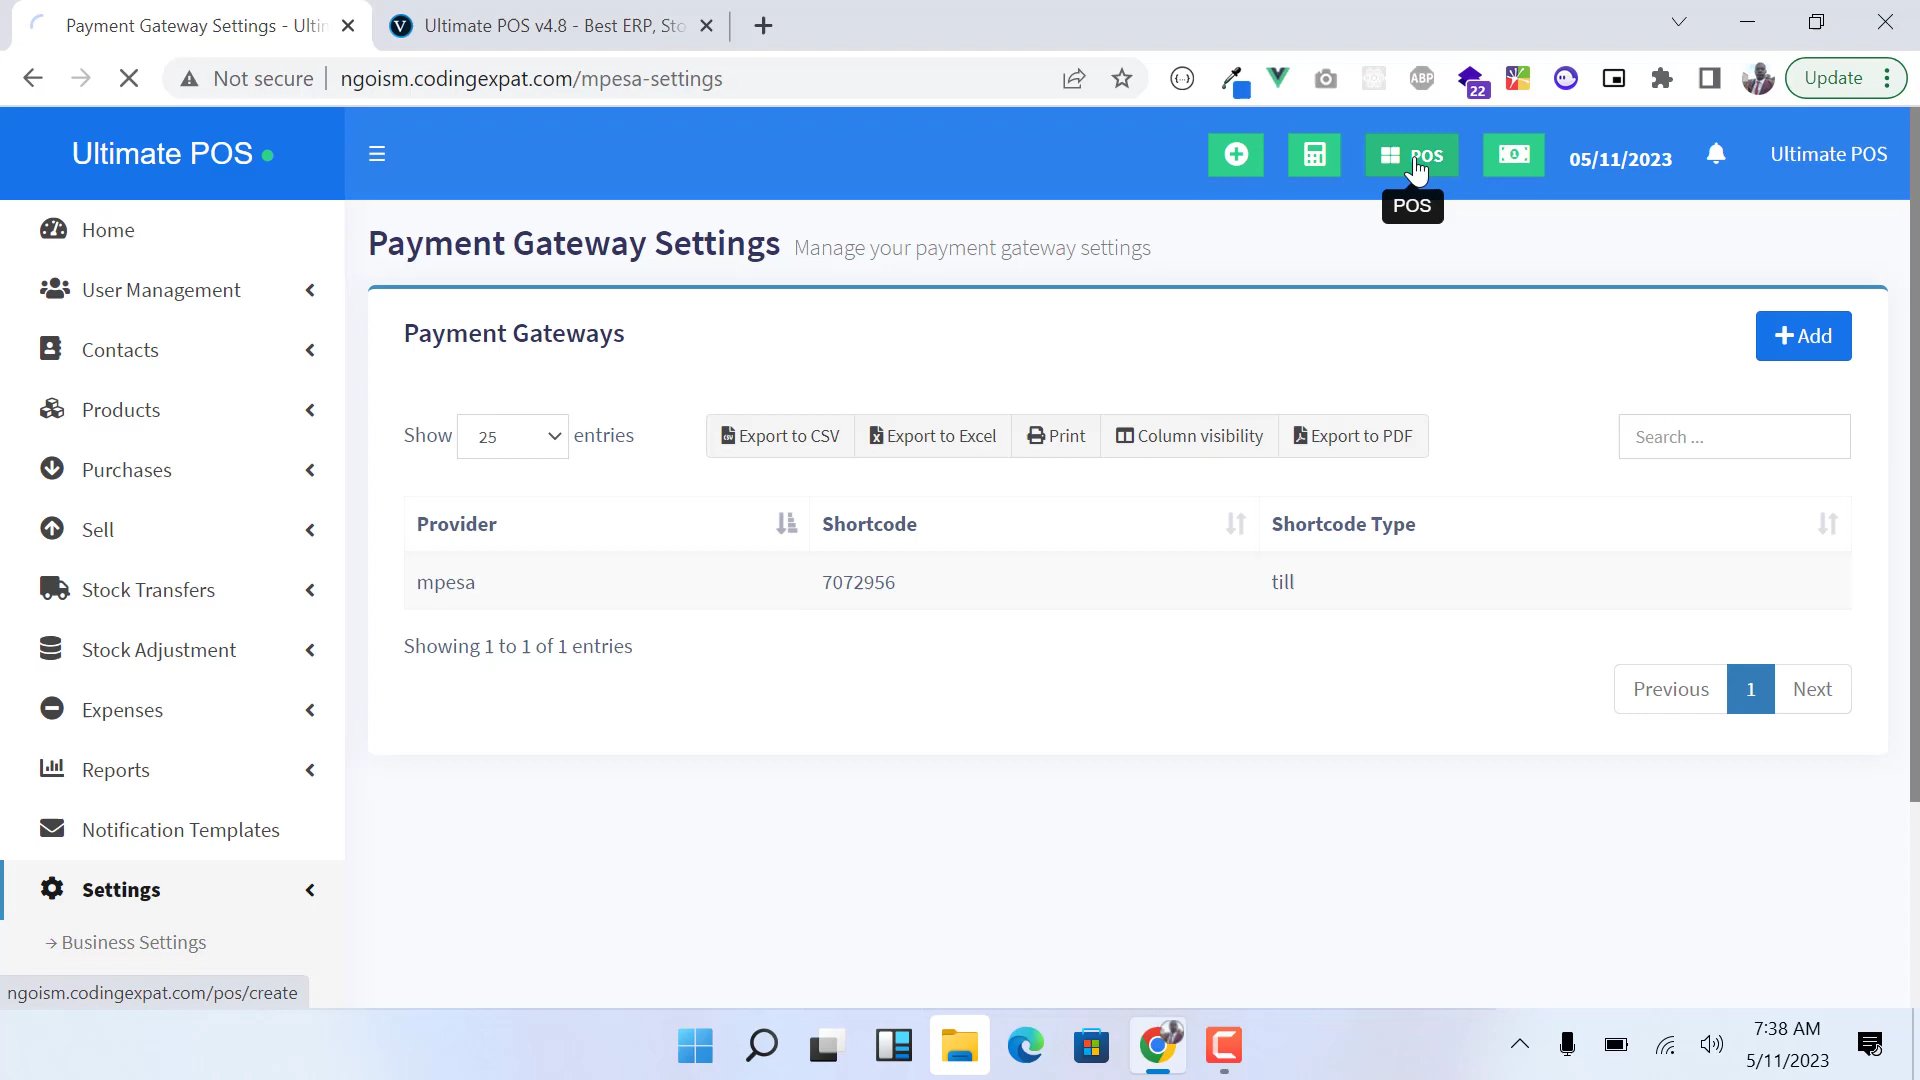 Payment Gateway Settings - Ultin
Ultimate POS v4.8 - Best ERP, Sto
Not secure
ngoism.codingexpat.com/mpesa-settings
ABP
22
Update
Ultimate POS
POS
05/11/2023
Ultimate POS
POS
Home
User Management
Contacts
Products
Purchases
Sell
Stock Transfers
Stock Adjustment
Expenses
Reports
Notification Templates
Settings
→ Business Settings
ngoism.codingexpat.com/pos/create
Payment Gateway Settings Manage your payment gateway settings
Payment Gateways
Add
Show 25 entries
Export to CSV
Export to Excel
Print
Column visibility
Export to PDF
Search ...
Provider Shortcode Shortcode Type
mpesa 7072956 till
Showing 1 to 1 of 1 entries
Previous 1 Next
7:38 AM
5/11/2023